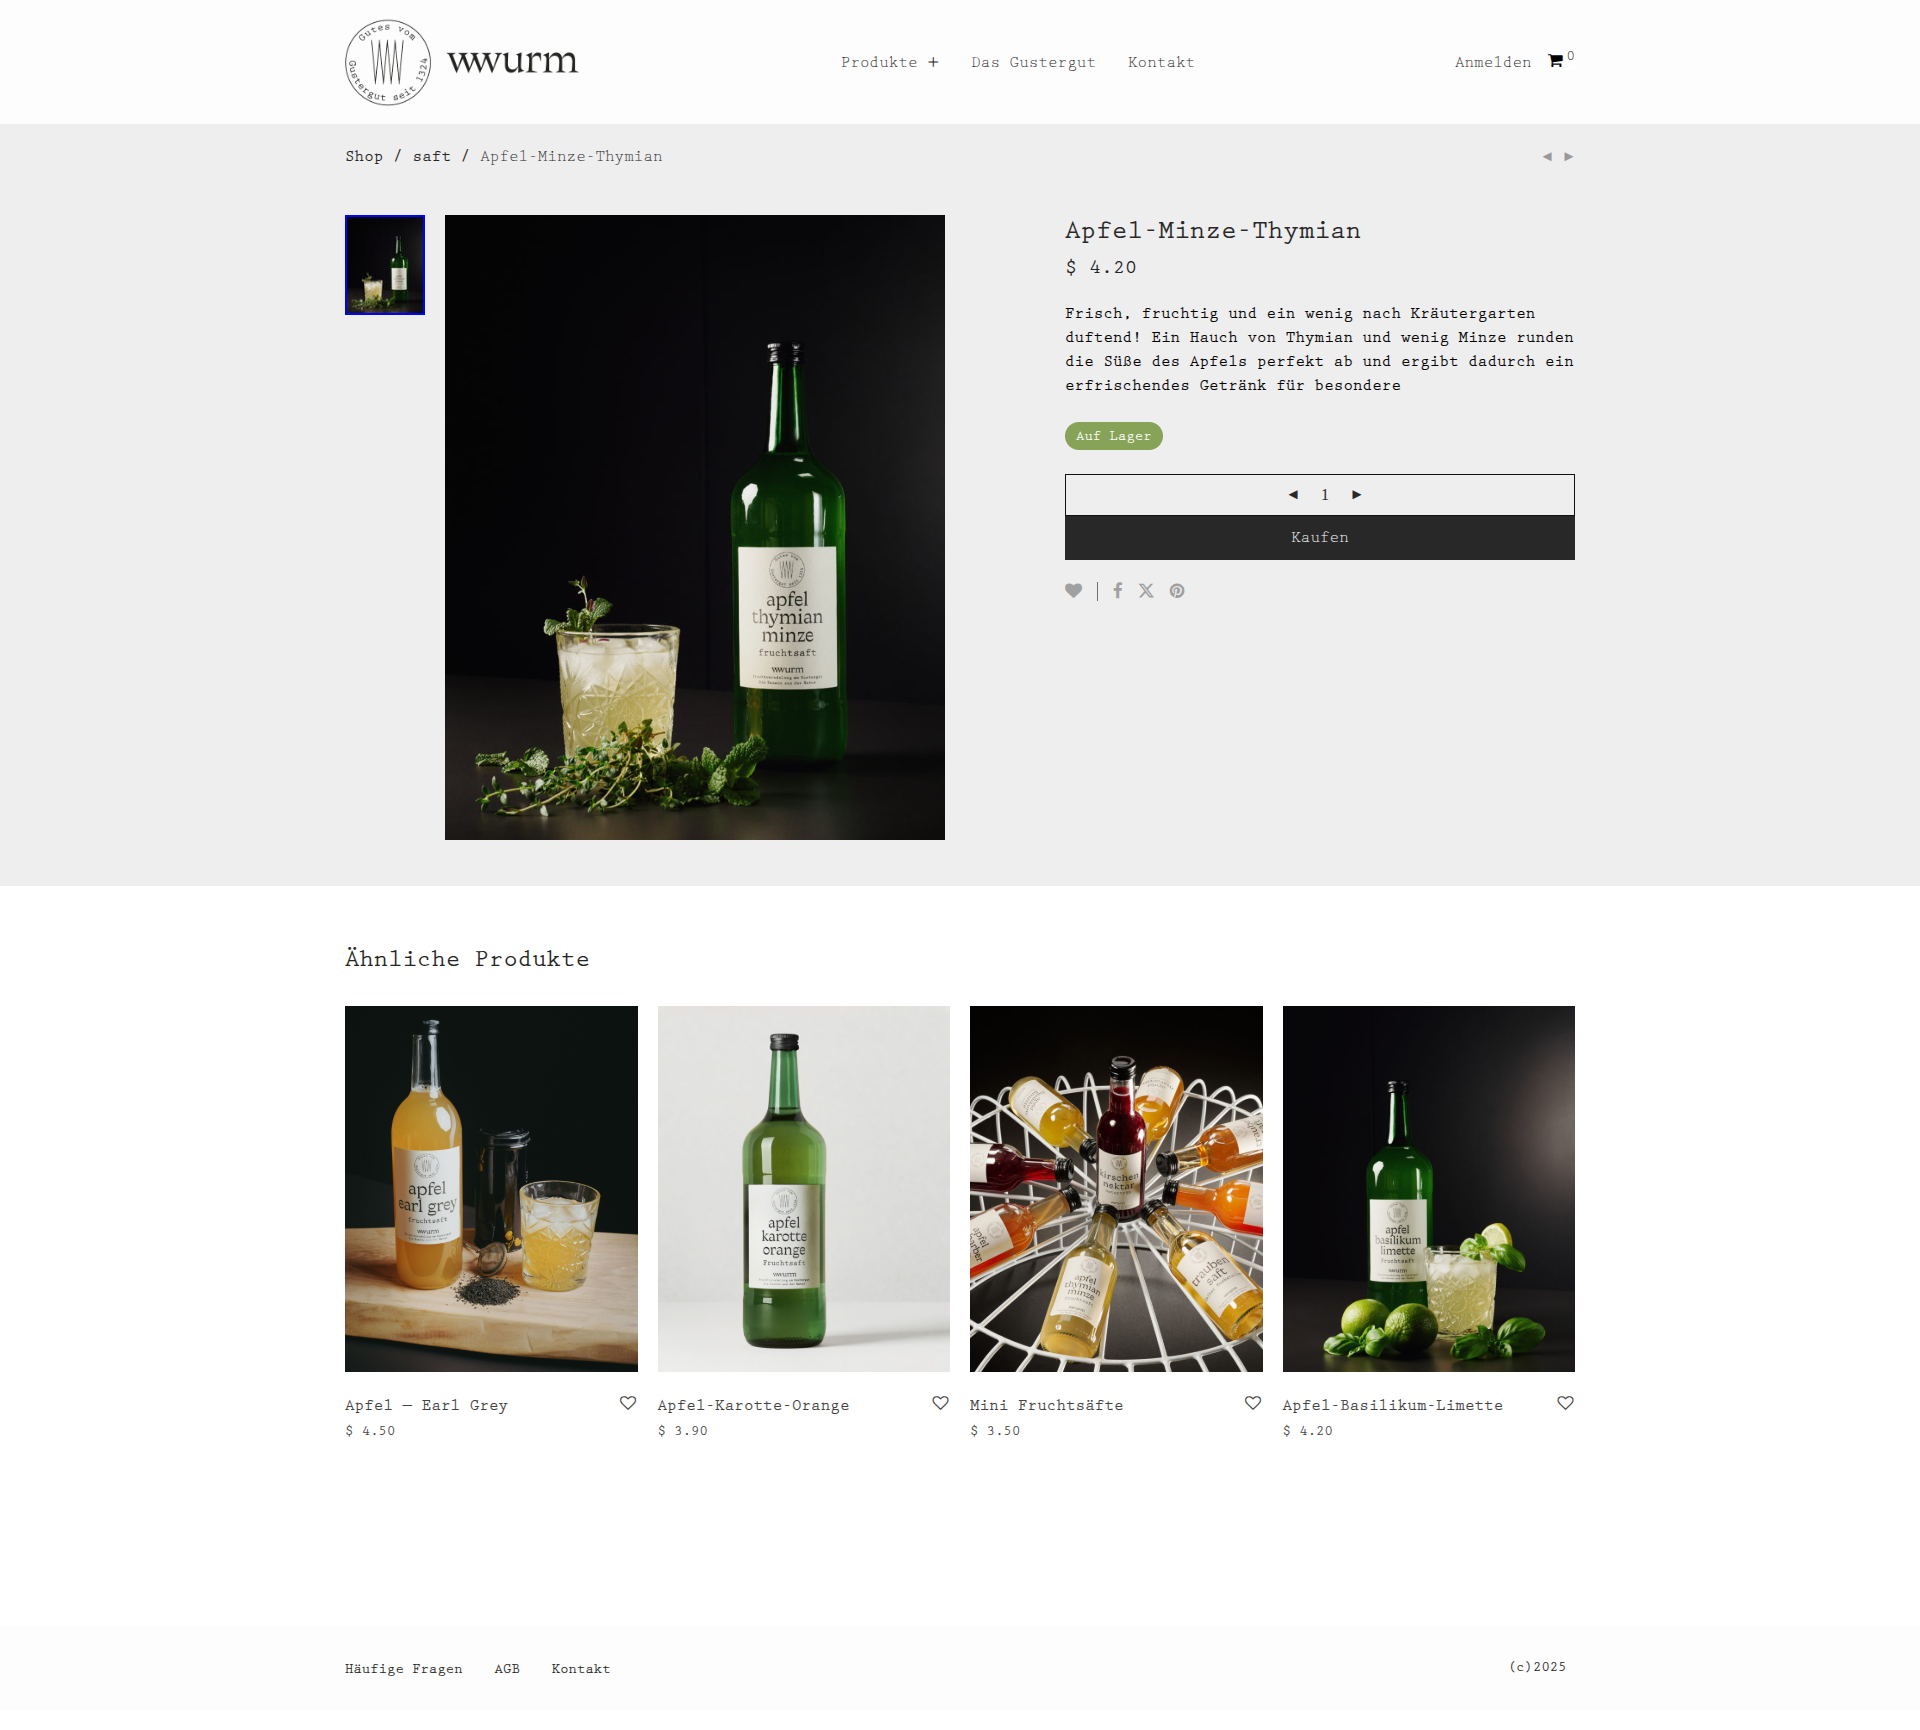 Gutes vom
Gustergut seit 1324
wwurm
Produkte +
Das Gustergut
Kontakt
Anmelden
0
Shop / saft / Apfel-Minze-Thymian
Apfel-Minze-Thymian
$ 4.20
Frisch, fruchtig und ein wenig nach Kräutergarten
duftend! Ein Hauch von Thymian und wenig Minze runden
die Süße des Apfels perfekt ab und ergibt dadurch ein
erfrischendes Getränk für besondere
Auf Lager
1
Kaufen
apfel
thymian
minze
fruchtsaft
wwurm
Ähnliche Produkte
apfel
earl grey
fruchtsaft
wwurm
apfel
karotte
orange
Fruchtsaft
wwurm
kirschen
nektar
apfel
thymian
minze
trauben
saft
apfel
basilikum
limette
Fruchtsaft
wwurm
Apfel – Earl Grey
$ 4.50
Apfel-Karotte-Orange
$ 3.90
Mini Fruchtsäfte
$ 3.50
Apfel-Basilikum-Limette
$ 4.20
Häufige Fragen
AGB
Kontakt
(c)2025